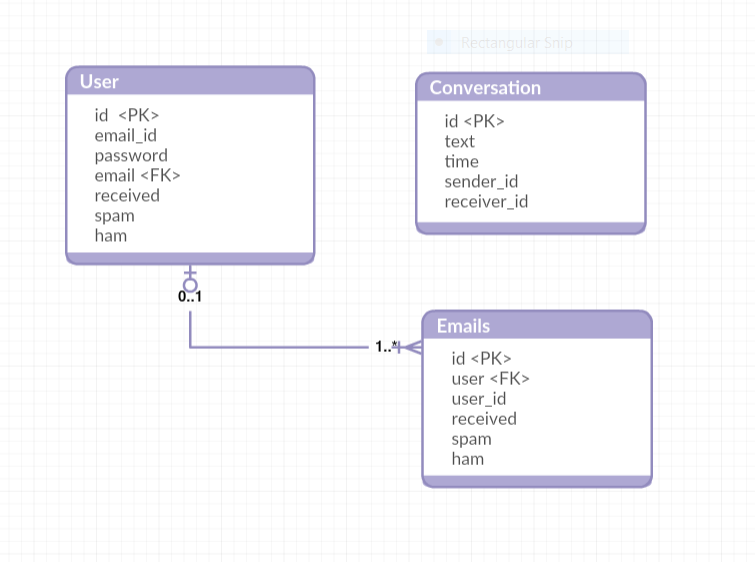 Rectangular Snip
User
id <PK>
email_id
password
email <FK>
received
spam
ham
Conversation
id <PK>
text
time
sender_id
receiver_id
0..1
1..*
Emails
id <PK>
user <FK>
user_id
received
spam
ham